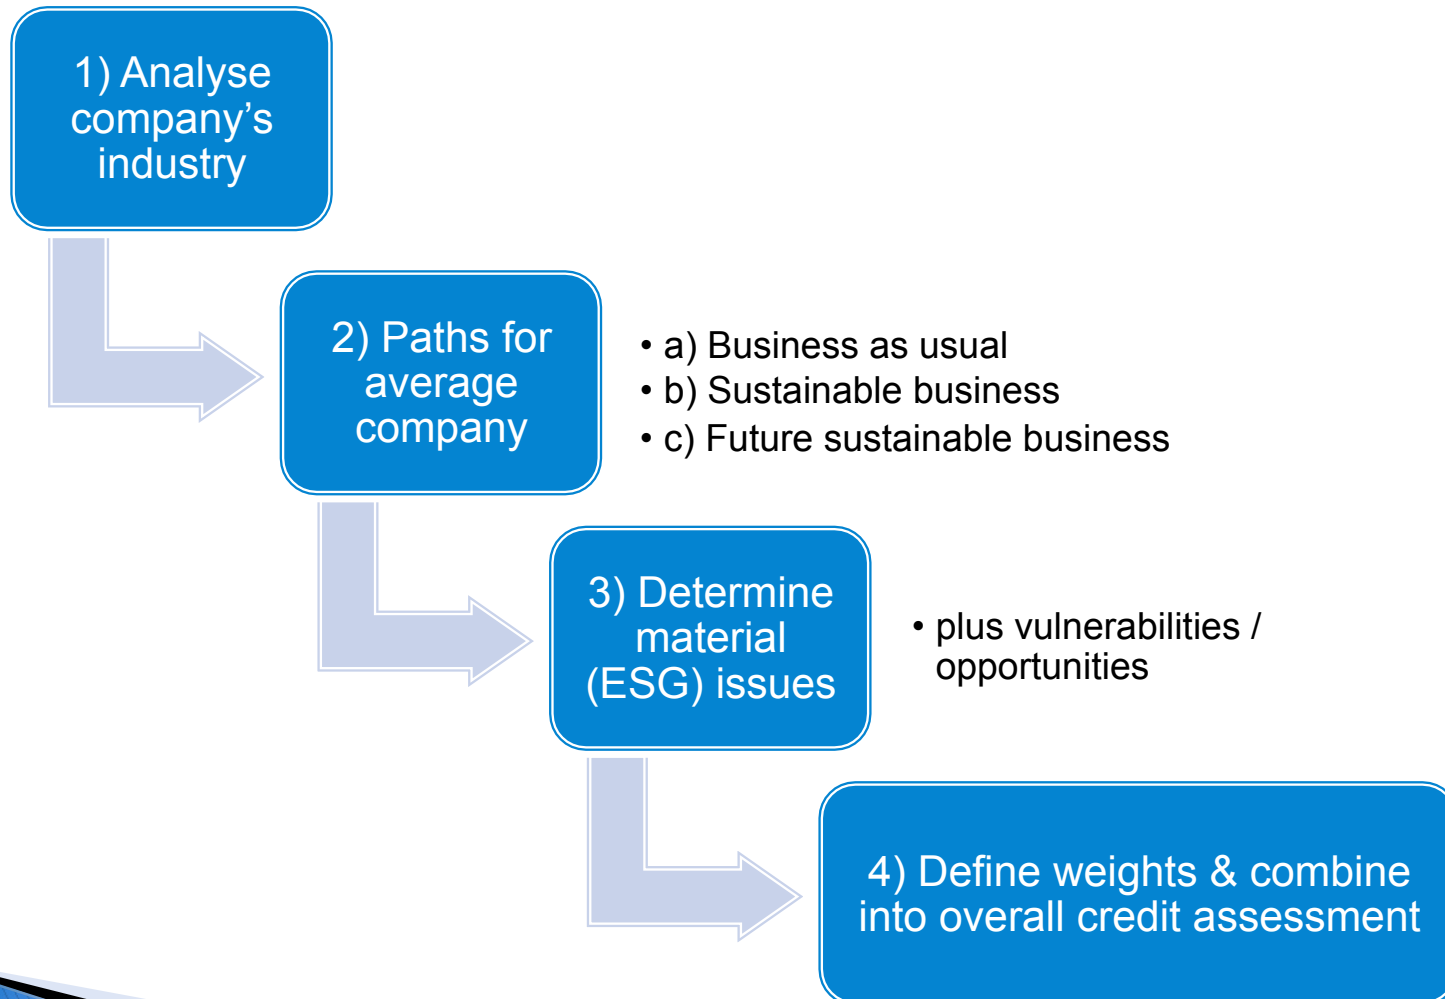 1) Analyse
company’s
industry
2) Paths for
average
company
• a) Business as usual
• b) Sustainable business
• c) Future sustainable business
3) Determine
material
(ESG) issues
• plus vulnerabilities /
opportunities
4) Define weights & combine
into overall credit assessment